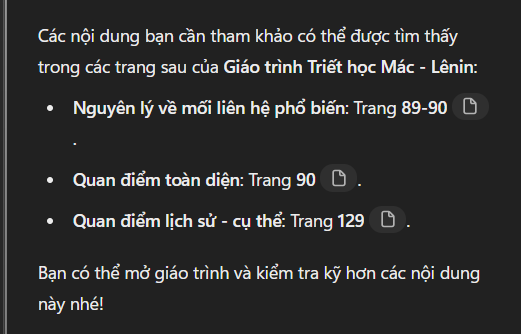 Các nội dung bạn cần tham khảo có thể được tìm thấy
trong các trang sau của Giáo trình Triết học Mác - Lênin:
• Nguyên lý về mối liên hệ phổ biến: Trang 89-90
.
• Quan điểm toàn diện: Trang 90 .
• Quan điểm lịch sử - cụ thể: Trang 129 .
Bạn có thể mở giáo trình và kiểm tra kỹ hơn các nội dung
này nhé!